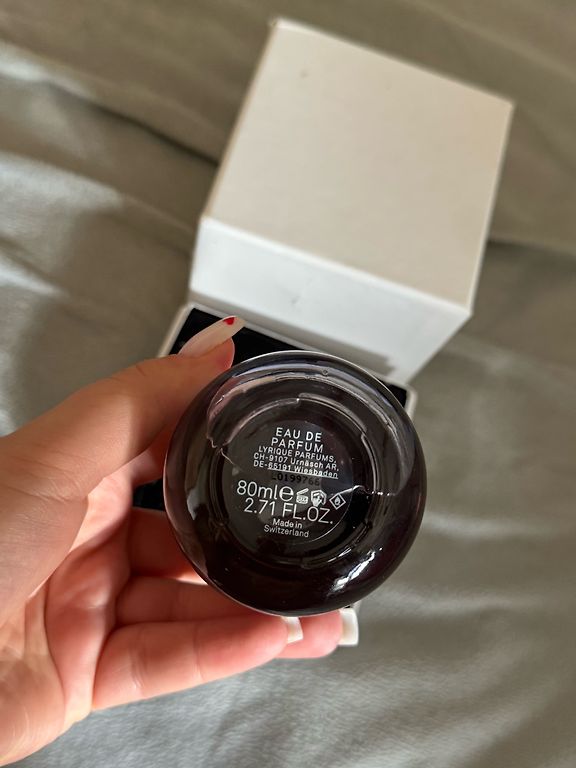 EAU DE
PARFUM
LYRIQUE PARFUMS,
CH-9107 Urnäsch AR,
DE-65191 Wiesbaden
80ml e
2.71 FL.OZ.
Made in
Switzerland